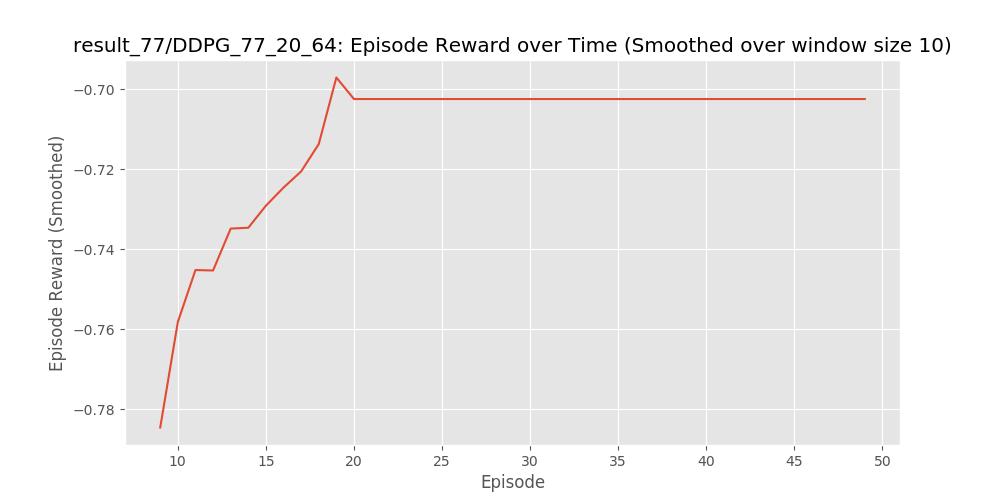 result_77/DDPG_77_20_64: Episode Reward over Time (Smoothed over window size 10)
Episode Reward (Smoothed)
−0.70
−0.72
−0.74
−0.76
−0.78
10 15 20 25 30 35 40 45 50
Episode